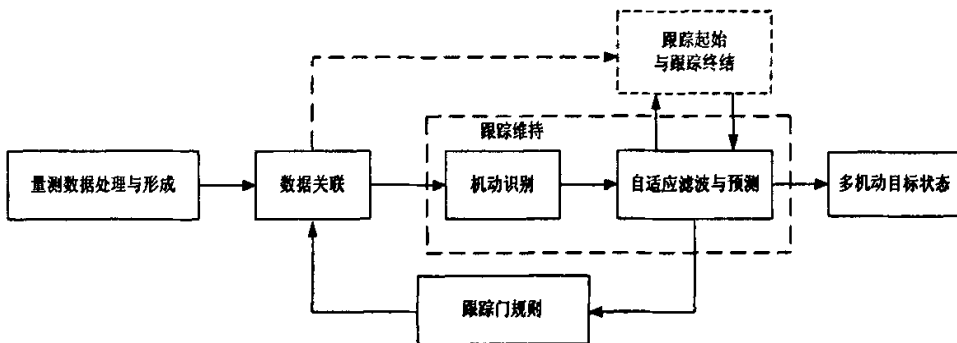 跟踪起始
与跟踪终结
跟踪维持
量测数据处理与形成
数据关联
机动识别
自适应滤波与预测
多机动目标状态
跟踪门规则